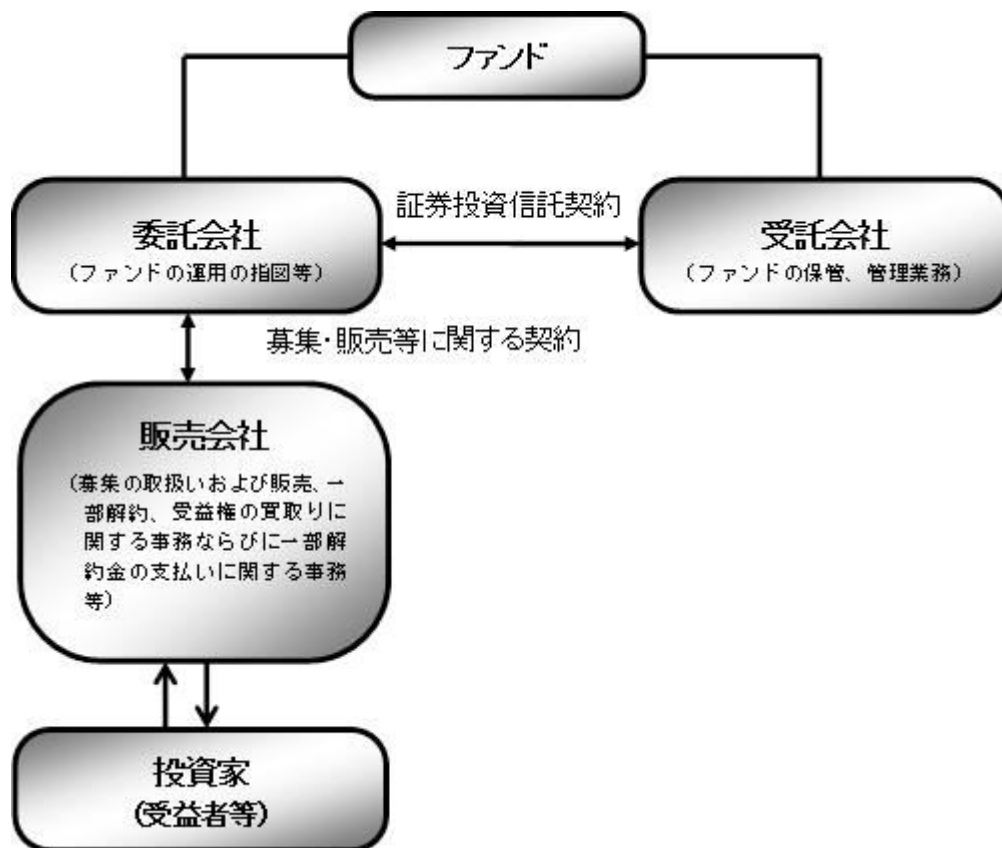 ファンド
証券投資信託契約
委託会社
（ファンドの運用の指図等）
受託会社
（ファンドの保管、管理業務）
募集・販売等に関する契約
販売会社
（募集の取扱いおよび販売、一
部解約、受益権の買取りに
関する事務ならびに一部解
約金の支払いに関する事務
等）
投資家
（受益者等）